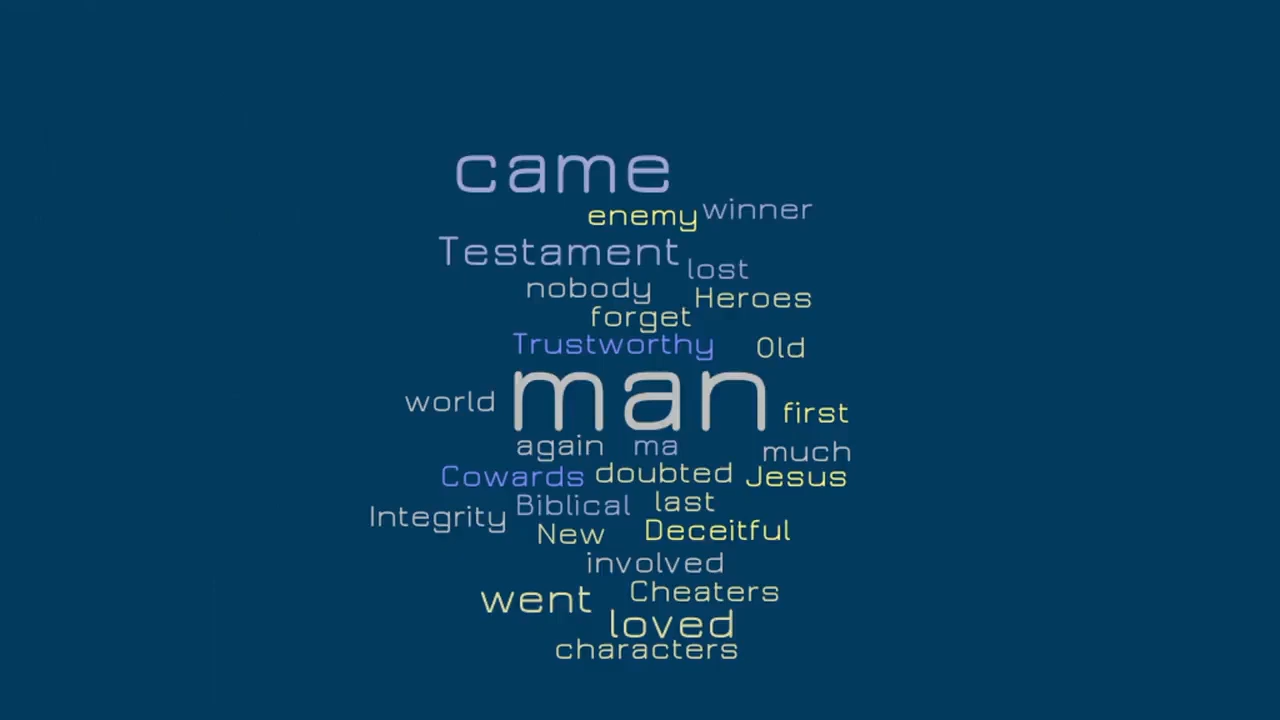 came
enemy winner
Testament lost
nobody Heroes
forget
Trustworthy Old
world man first
again ma much
Cowards doubted Jesus
Integrity Biblical last
New Deceitful
involved
went Cheaters
loved
characters